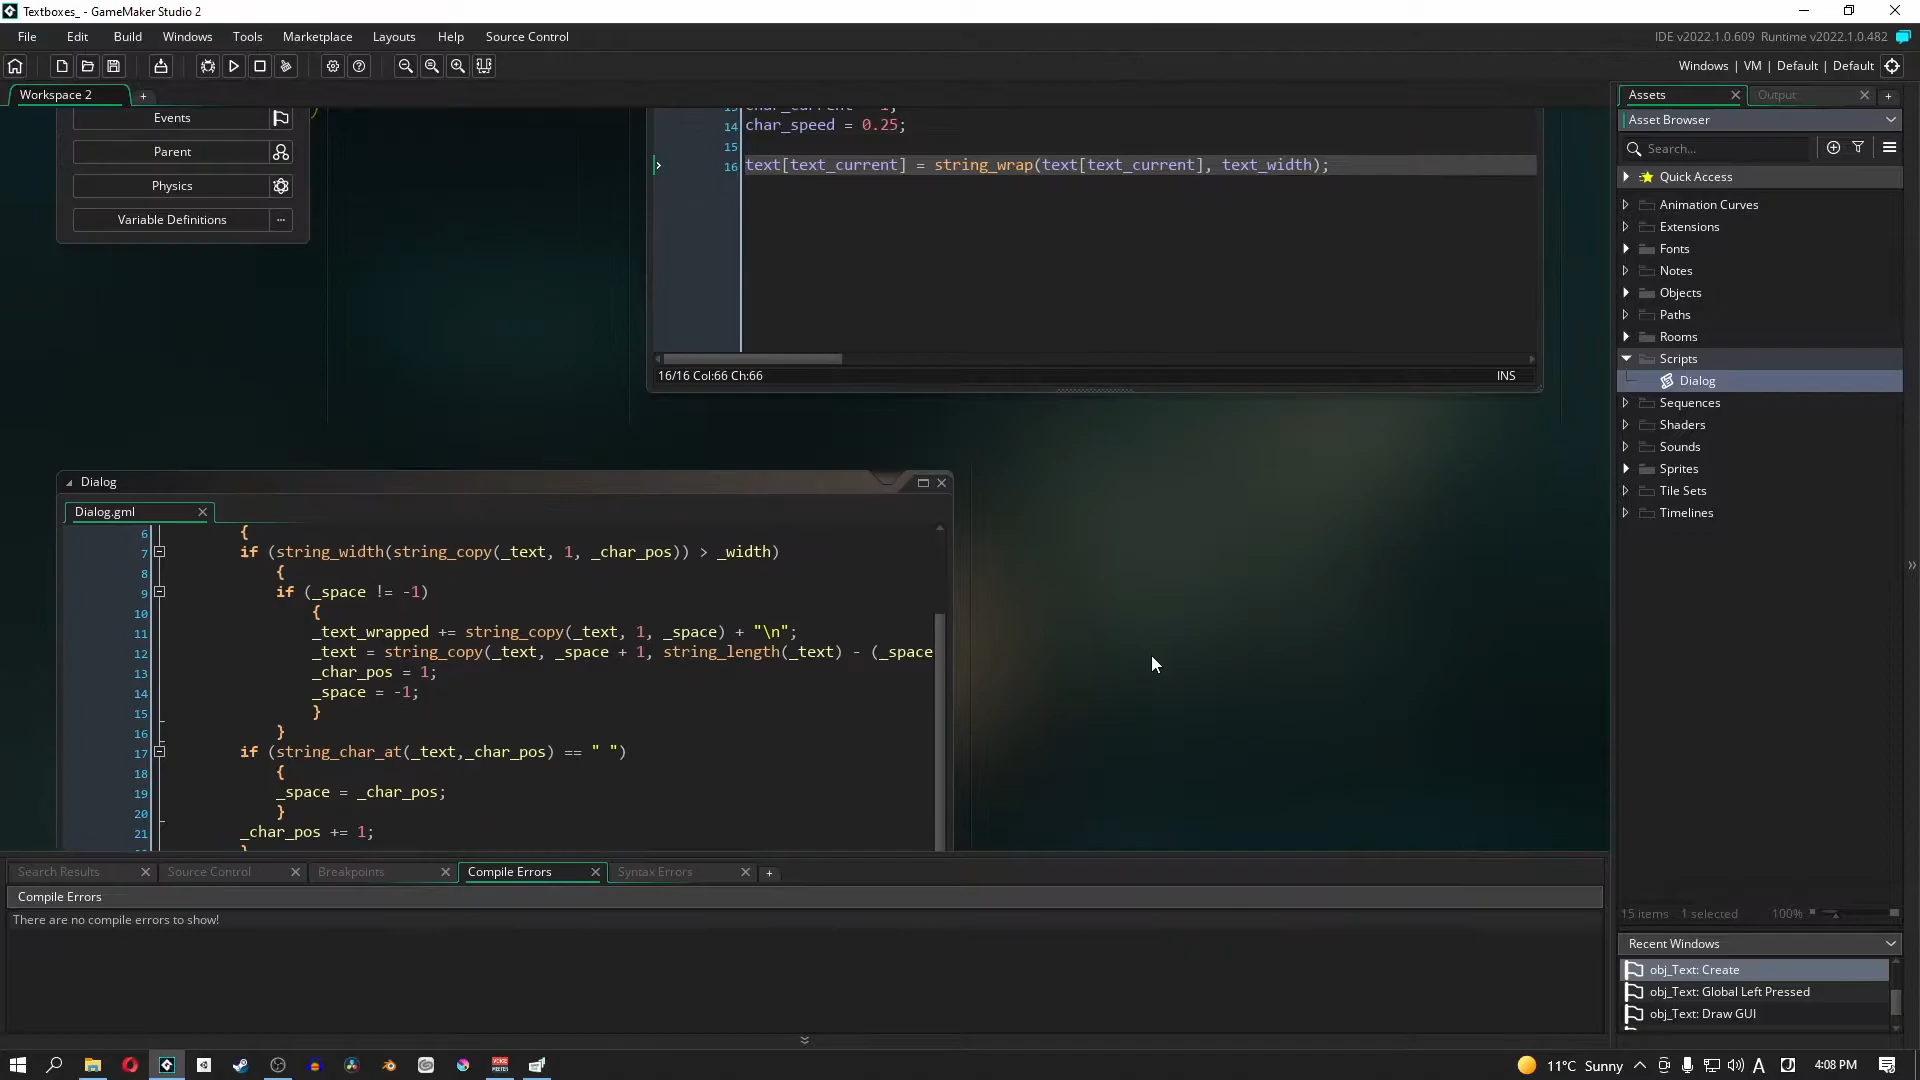 Textboxes_ - GameMaker Studio 2
File Edit Build Windows Tools Marketplace Layouts Help Source Control
IDE v2022.1.0.609 Runtime v2022.1.0.482
Windows | VM | Default | Default
Workspace 2
Events
Parent
Physics
Variable Definitions
14 char_speed = 0.25;
15
16 text[text_current] = string_wrap(text[text_current], text_width);
16/16 Col:66 Ch:66 INS
Dialog
Dialog.gml
6 {
7 if (string_width(string_copy(_text, 1, _char_pos)) > _width)
8 {
9 if (_space != -1)
10 {
11 _text_wrapped += string_copy(_text, 1, _space) + "\n";
12 _text = string_copy(_text, _space + 1, string_length(_text) - (_space
13 _char_pos = 1;
14 _space = -1;
15 }
16 }
17 if (string_char_at(_text,_char_pos) == " ")
18 {
19 _space = _char_pos;
20 }
21 _char_pos += 1;
Search Results
Source Control
Breakpoints
Compile Errors
Syntax Errors
Compile Errors
There are no compile errors to show!
Assets
Output
Asset Browser
Search...
Quick Access
Animation Curves
Extensions
Fonts
Notes
Objects
Paths
Rooms
Scripts
Dialog
Sequences
Shaders
Sounds
Sprites
Tile Sets
Timelines
15 items 1 selected 100%
Recent Windows
obj_Text: Create
obj_Text: Global Left Pressed
obj_Text: Draw GUI
11°C Sunny
A
4:08 PM